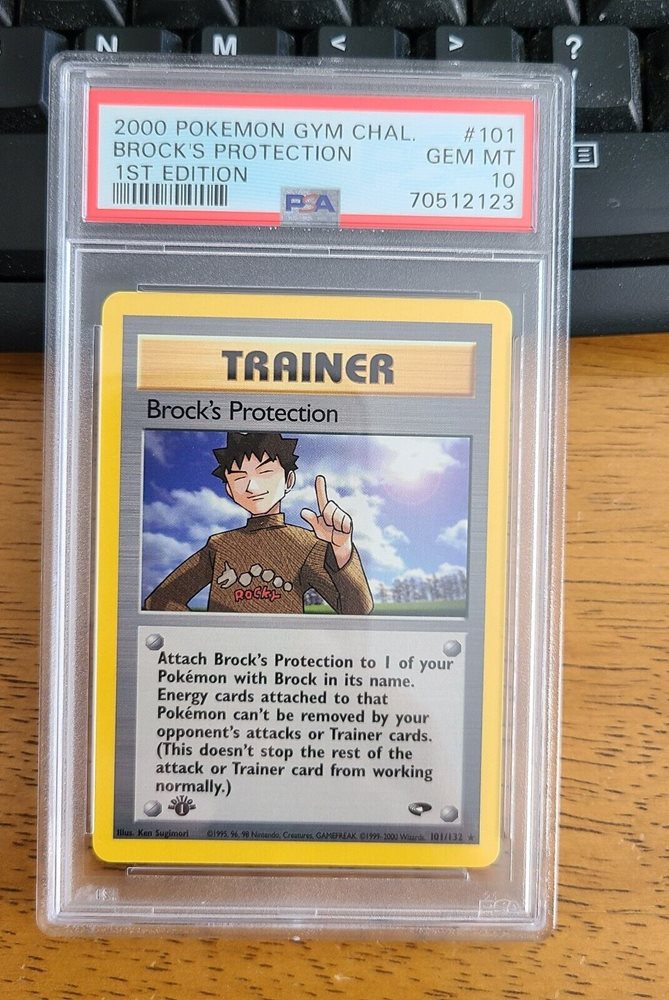 N M < > ?
2000 POKEMON GYM CHAL. #101
BROCK'S PROTECTION GEM MT
1ST EDITION 10
PSA 70512123
TRAINER
Brock's Protection
ROCKY
Attach Brock's Protection to 1 of your
Pokémon with Brock in its name.
Energy cards attached to that
Pokémon can't be removed by your
opponent's attacks or Trainer cards.
(This doesn't stop the rest of the
attack or Trainer card from working
normally.)
EDITION 1
Illus. Ken Sugimori ©1995, 96, 98 Nintendo, Creatures, GAMEFREAK. ©1999-2000 Wizards. 101/132 ★